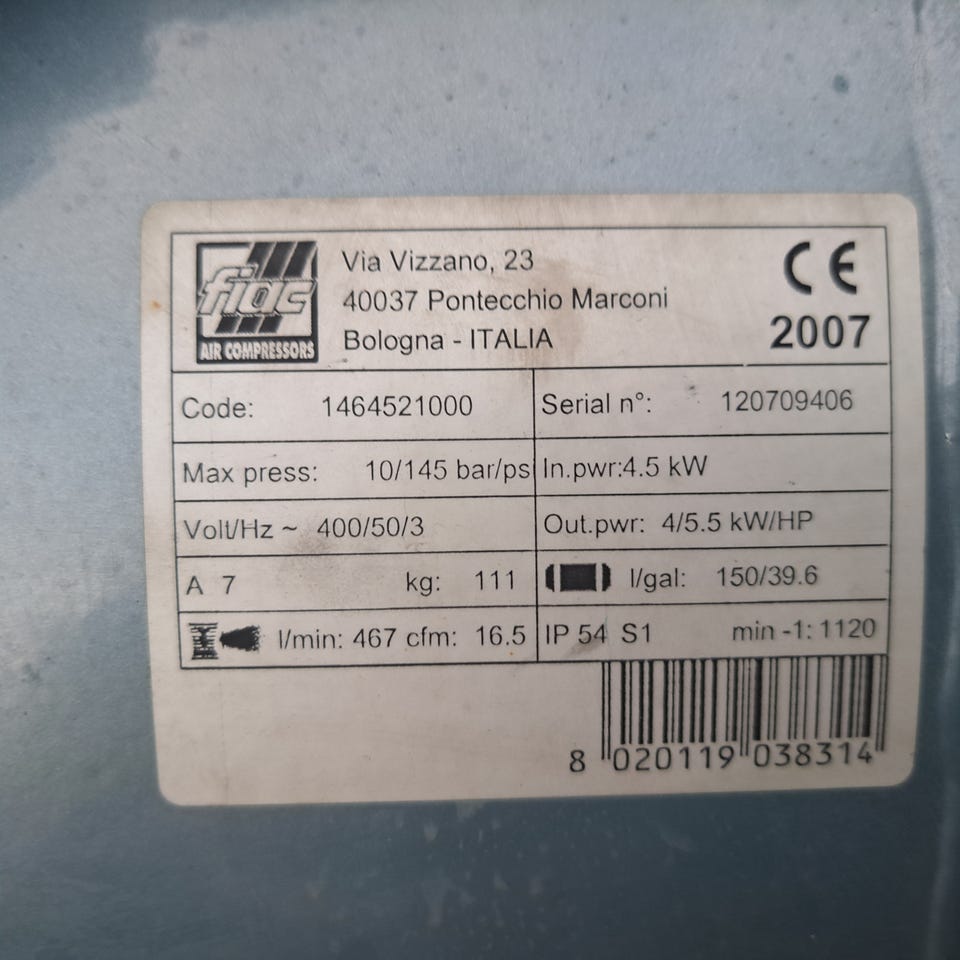 fiac
AIR COMPRESSORS
Via Vizzano, 23
40037 Pontecchio Marconi
Bologna - ITALIA
CE
2007
Code: 1464521000 Serial n°: 120709406
Max press: 10/145 bar/psi In.pwr:4.5 kW
Volt/Hz ~ 400/50/3 Out.pwr: 4/5.5 kW/HP
A 7 kg: 111 l/gal: 150/39.6
l/min: 467 cfm: 16.5 IP 54 S1 min -1: 1120
8 020119 038314